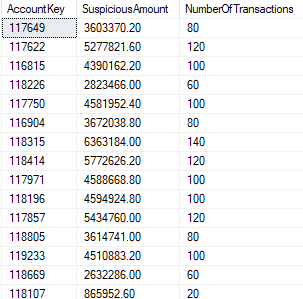 AccountKey SuspiciousAmount NumberOfTransactions
117649 3603370.20 80
117622 5277821.60 120
116815 4390162.20 100
118226 2823466.00 60
117750 4581952.40 100
116904 3672038.80 80
118315 6363184.00 140
118414 5772626.20 120
117971 4588668.80 100
118196 4594924.80 100
117857 5434760.00 120
118805 3614741.00 80
119233 4510883.20 100
118669 2632286.00 60
118107 865952.60 20